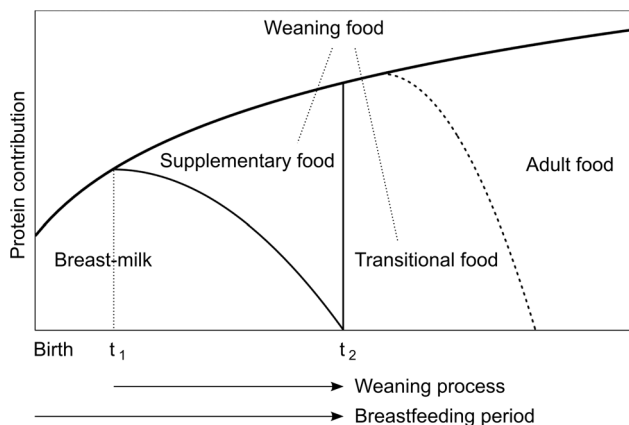 Weaning food
Protein contribution
Supplementary food
Adult food
Breast-milk
Transitional food
Birth
t1
t2
Weaning process
Breastfeeding period